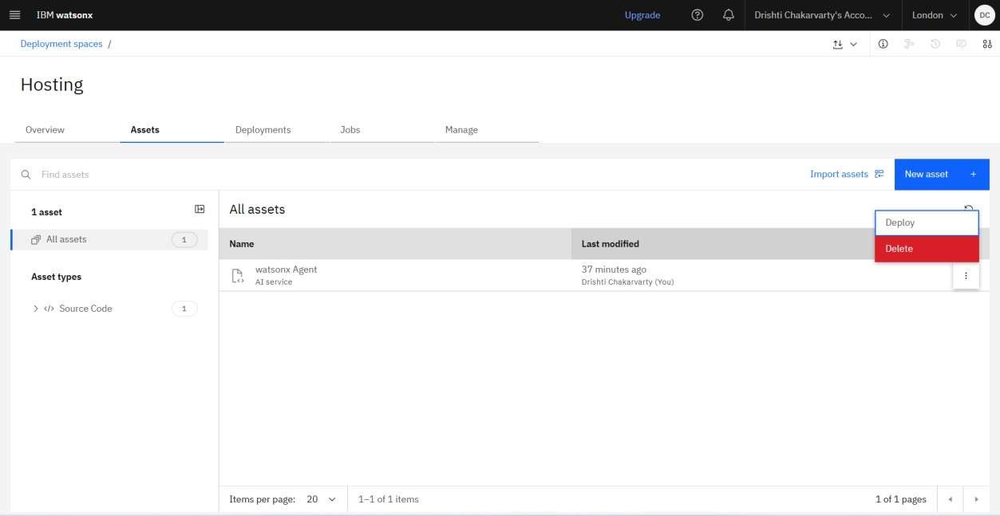 IBM watsonx
Upgrade
Drishti Chakarvarty's Acco...
London
DC
Deployment spaces /
Hosting
Overview
Assets
Deployments
Jobs
Manage
Find assets
Import assets
New asset +
1 asset
All assets 1
Asset types
</> Source Code 1
All assets
Deploy
Delete
Name
Last modified
watsonx Agent
AI service
37 minutes ago
Drishti Chakarvarty (You)
Items per page: 20
1–1 of 1 items
1 of 1 pages